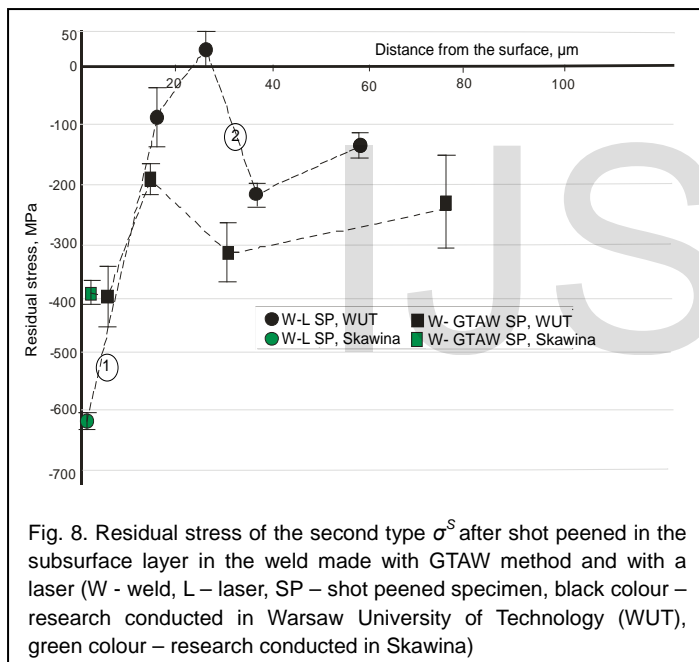 50
Distance from the surface, µm
0
20
40
60
80
100
-100
2
-200
Residual stress, MPa
-300
-400
W-L SP, WUT
W- GTAW SP, WUT
W-L SP, Skawina
W- GTAW SP, Skawina
-500
1
-600
-700
IJS
Fig. 8. Residual stress of the second type σS after shot peened in the
subsurface layer in the weld made with GTAW method and with a
laser (W - weld, L – laser, SP – shot peened specimen, black colour –
research conducted in Warsaw University of Technology (WUT),
green colour – research conducted in Skawina)